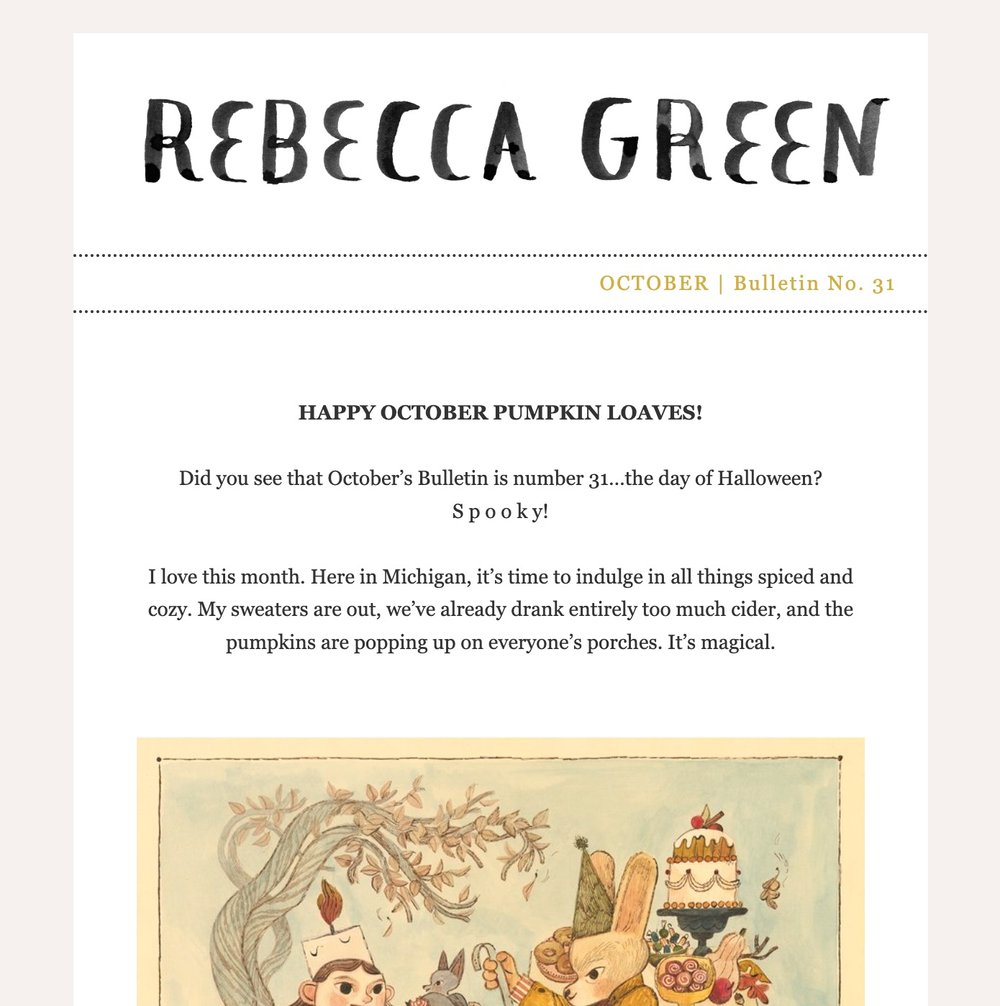 REBECCA GREEN
OCTOBER | Bulletin No. 31
HAPPY OCTOBER PUMPKIN LOAVES!
Did you see that October’s Bulletin is number 31...the day of Halloween?
S p o o k y!
I love this month. Here in Michigan, it’s time to indulge in all things spiced and
cozy. My sweaters are out, we’ve already drank entirely too much cider, and the
pumpkins are popping up on everyone’s porches. It’s magical.